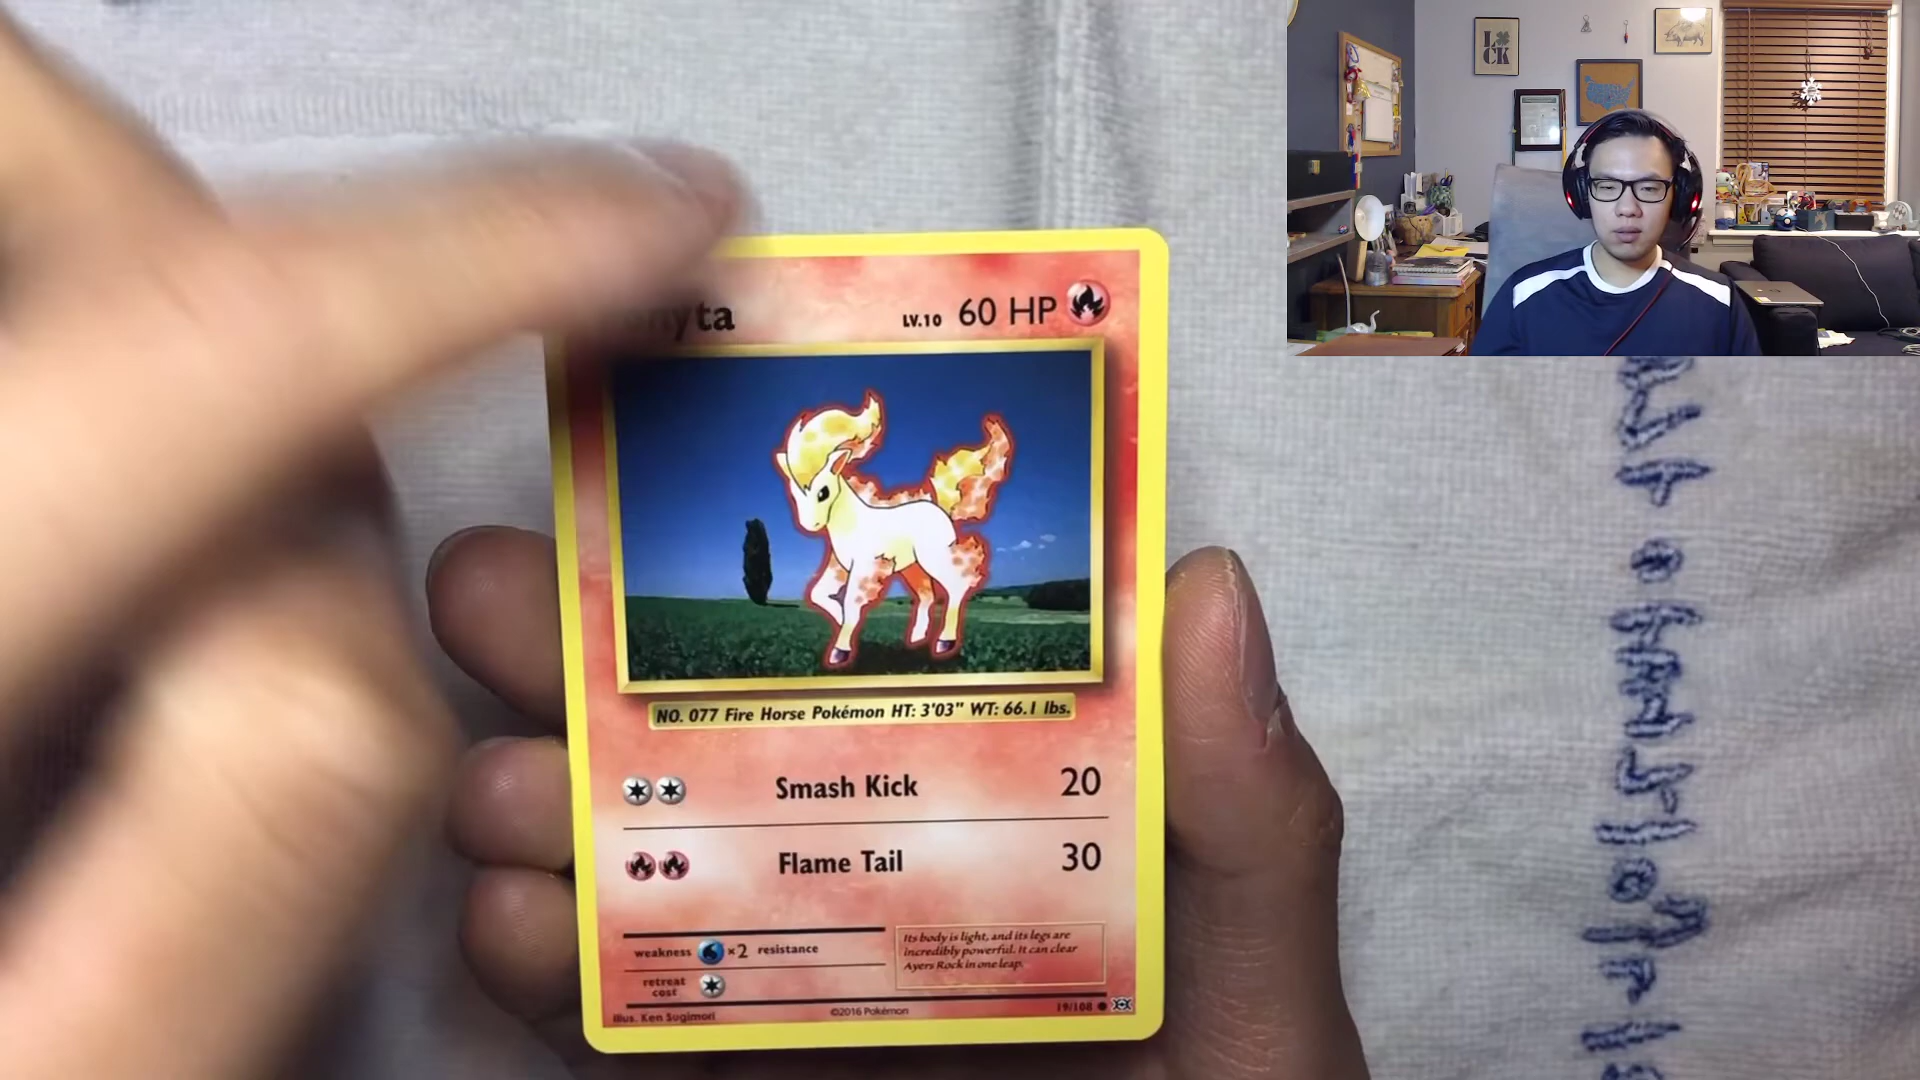 yta
LV.10 60 HP
NO. 077 Fire Horse Pokémon HT: 3'03" WT: 66.1 lbs.
Smash Kick 20
Flame Tail 30
weakness ×2 resistance
retreat cost
Its body is light, and its legs are
incredibly powerful. It can clear
Ayers Rock in one leap.
Illus. Ken Sugimori ©2016 Pokémon 19/108
L CK